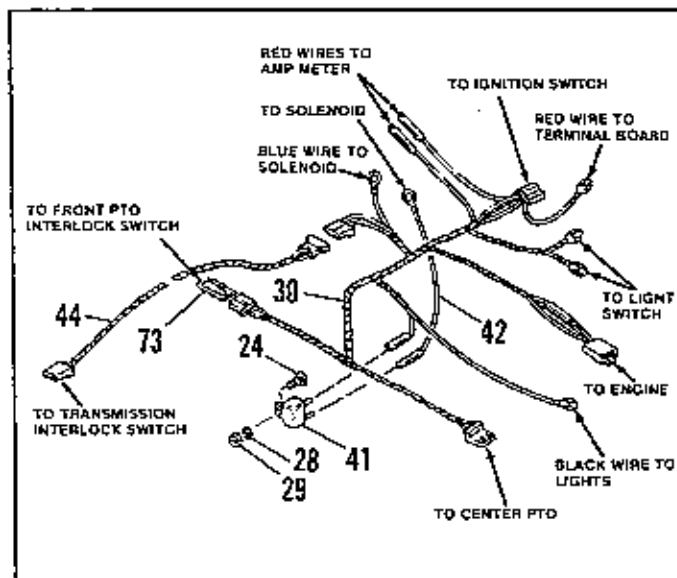 RED WIRES TO
AMP METER
TO IGNITION SWITCH
TO SOLENOID
RED WIRE TO
TERMINAL BOARD
BLUE WIRE TO
SOLENOID
TO FRONT PTO
INTERLOCK SWITCH
30
44
73
42
TO LIGHT
SWITCH
24
TO ENGINE
TO TRANSMISSION
INTERLOCK SWITCH
28
41
29
BLACK WIRE TO
LIGHTS
TO CENTER PTO